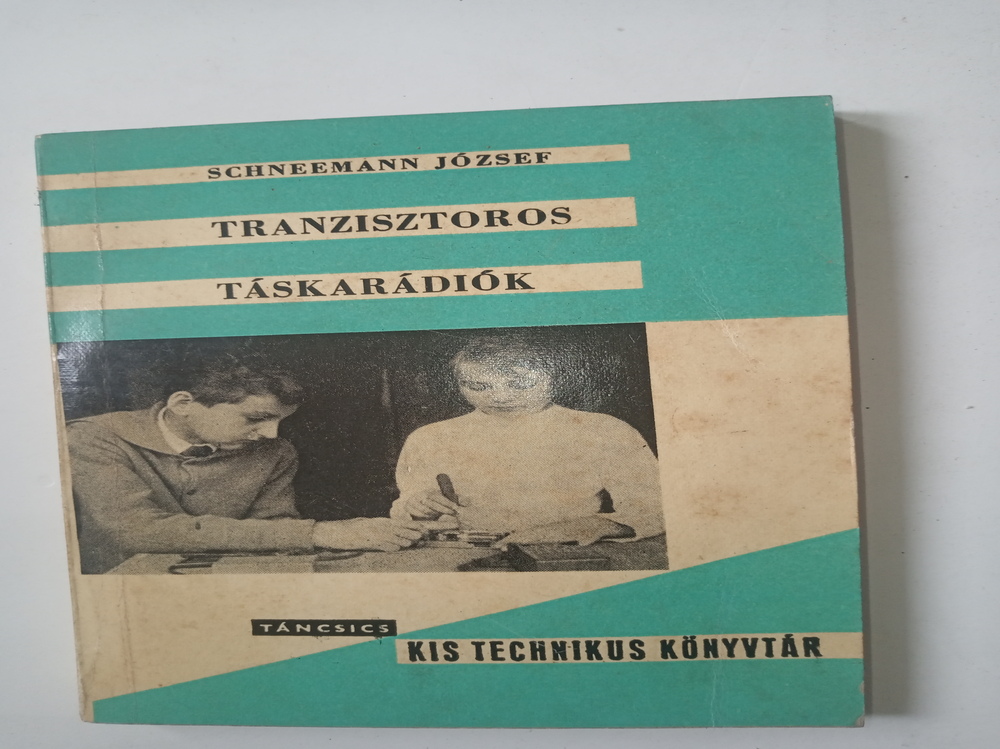 SCHNEEMANN JÓZSEF
TRANZISZTOROS
TÁSKARÁDIÓK
TÁNCSICS
KIS TECHNIKUS KÖNYVTÁR